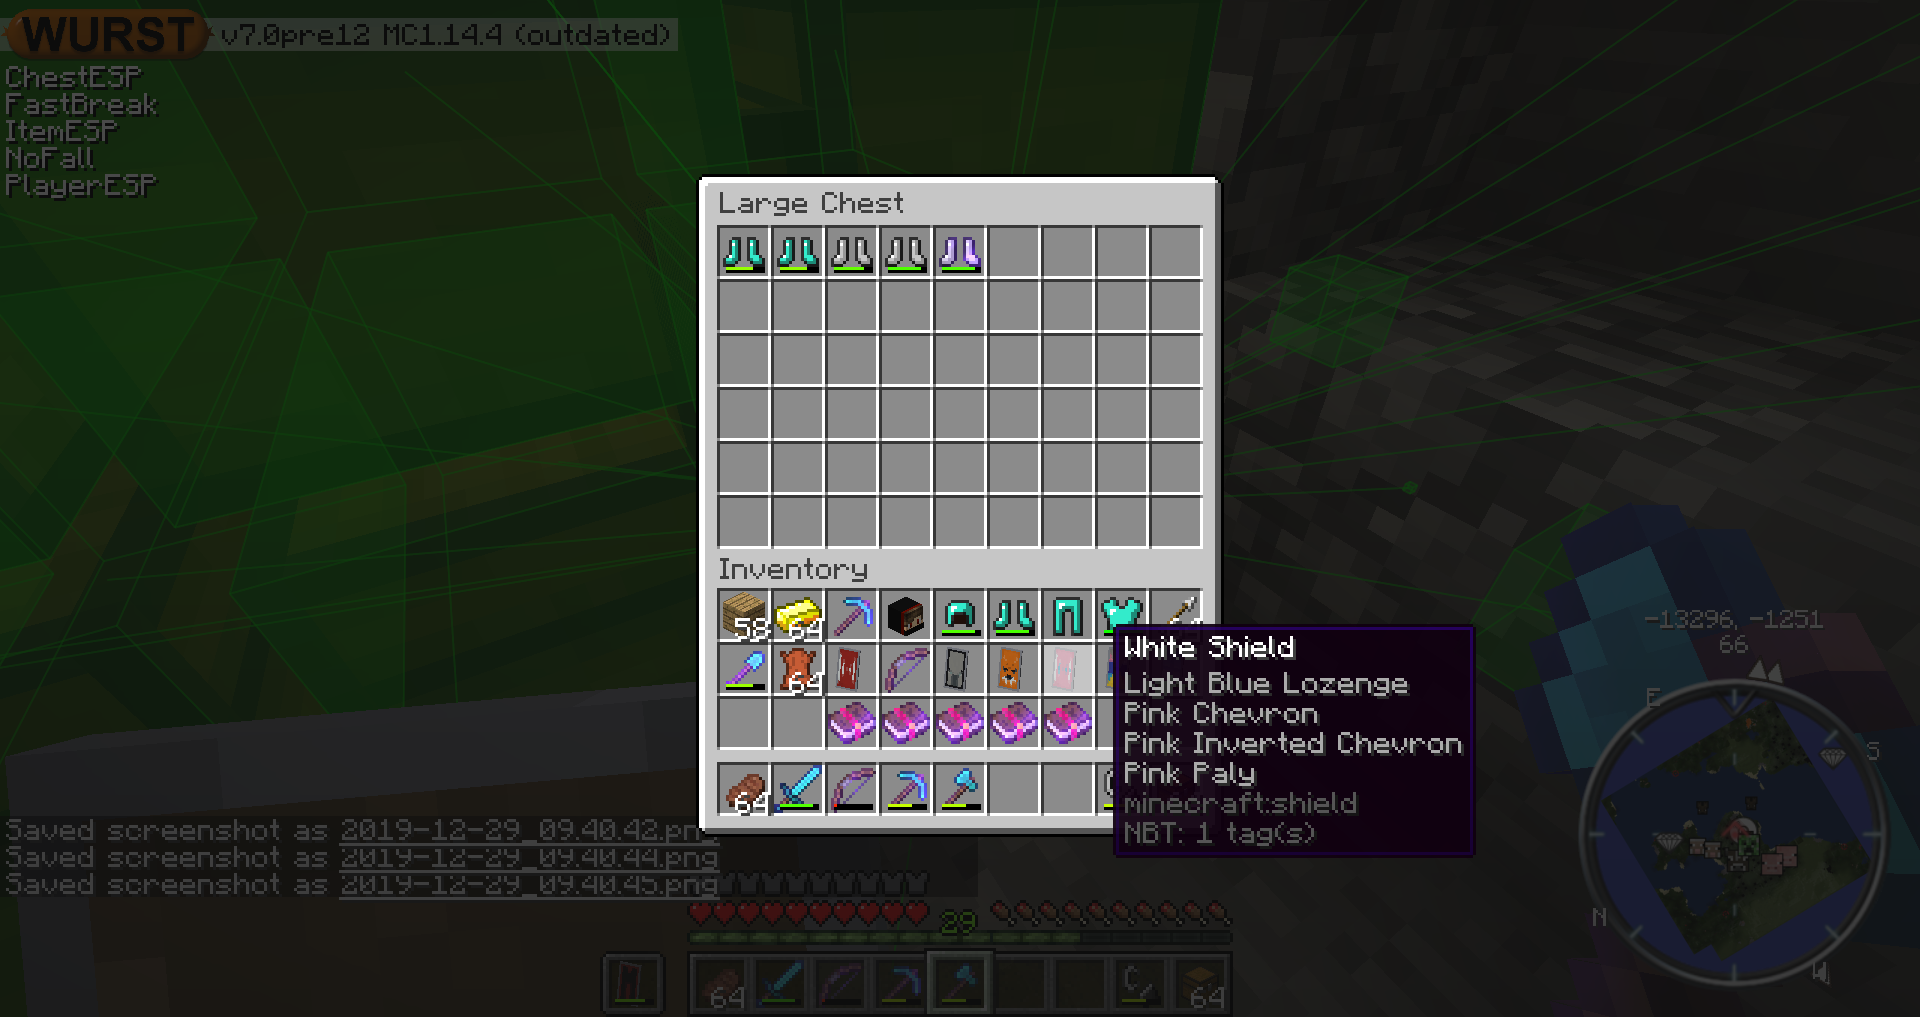 WURST v7.0pre12 MC1.14.4 (outdated)
ChestESP
FastBreak
ItemESP
NoFall
PlayerESP
Large Chest
Inventory
58
64
64
64
White Shield
Light Blue Lozenge
Pink Chevron
Pink Inverted Chevron
Pink Paly
minecraft:shield
NBT: 1 tag(s)
-13296, -1251
66
E
S
N
Saved screenshot as 2019-12-29_09.40.42.png
Saved screenshot as 2019-12-29_09.40.44.png
Saved screenshot as 2019-12-29_09.40.45.png
29
64
64